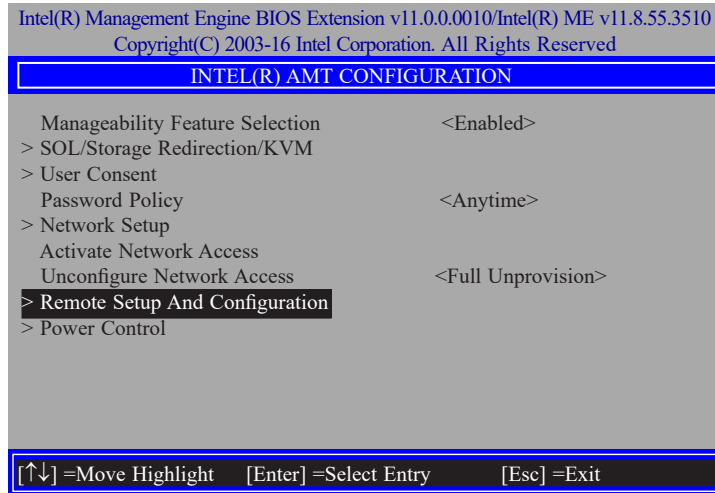 Intel(R) Management Engine BIOS Extension v11.0.0.0010/Intel(R) ME v11.8.55.3510
Copyright(C) 2003-16 Intel Corporation. All Rights Reserved
INTEL(R) AMT CONFIGURATION
Manageability Feature Selection <Enabled>
> SOL/Storage Redirection/KVM
> User Consent
Password Policy <Anytime>
> Network Setup
Activate Network Access
Unconfigure Network Access <Full Unprovision>
> Remote Setup And Configuration
> Power Control
[↑↓] =Move Highlight [Enter] =Select Entry [Esc] =Exit